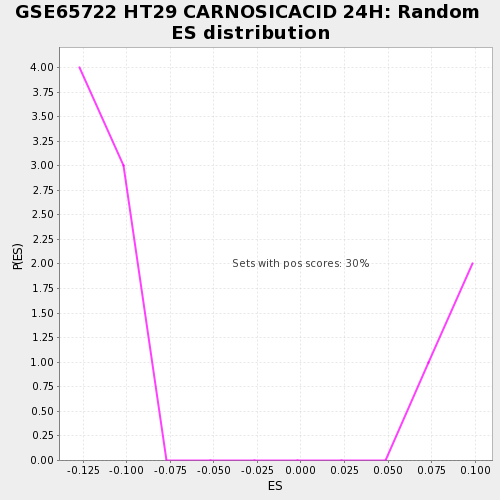 GSE65722 HT29 CARNOSICACID 24H: Random
ES distribution
4.00
3.75
3.50
3.25
3.00
2.75
2.50
2.25
2.00
1.75
1.50
1.25
1.00
0.75
0.50
0.25
0.00
P(ES)
Sets with pos scores: 30%
-0.125 -0.100 -0.075 -0.050 -0.025 0.000 0.025 0.050 0.075 0.100
ES